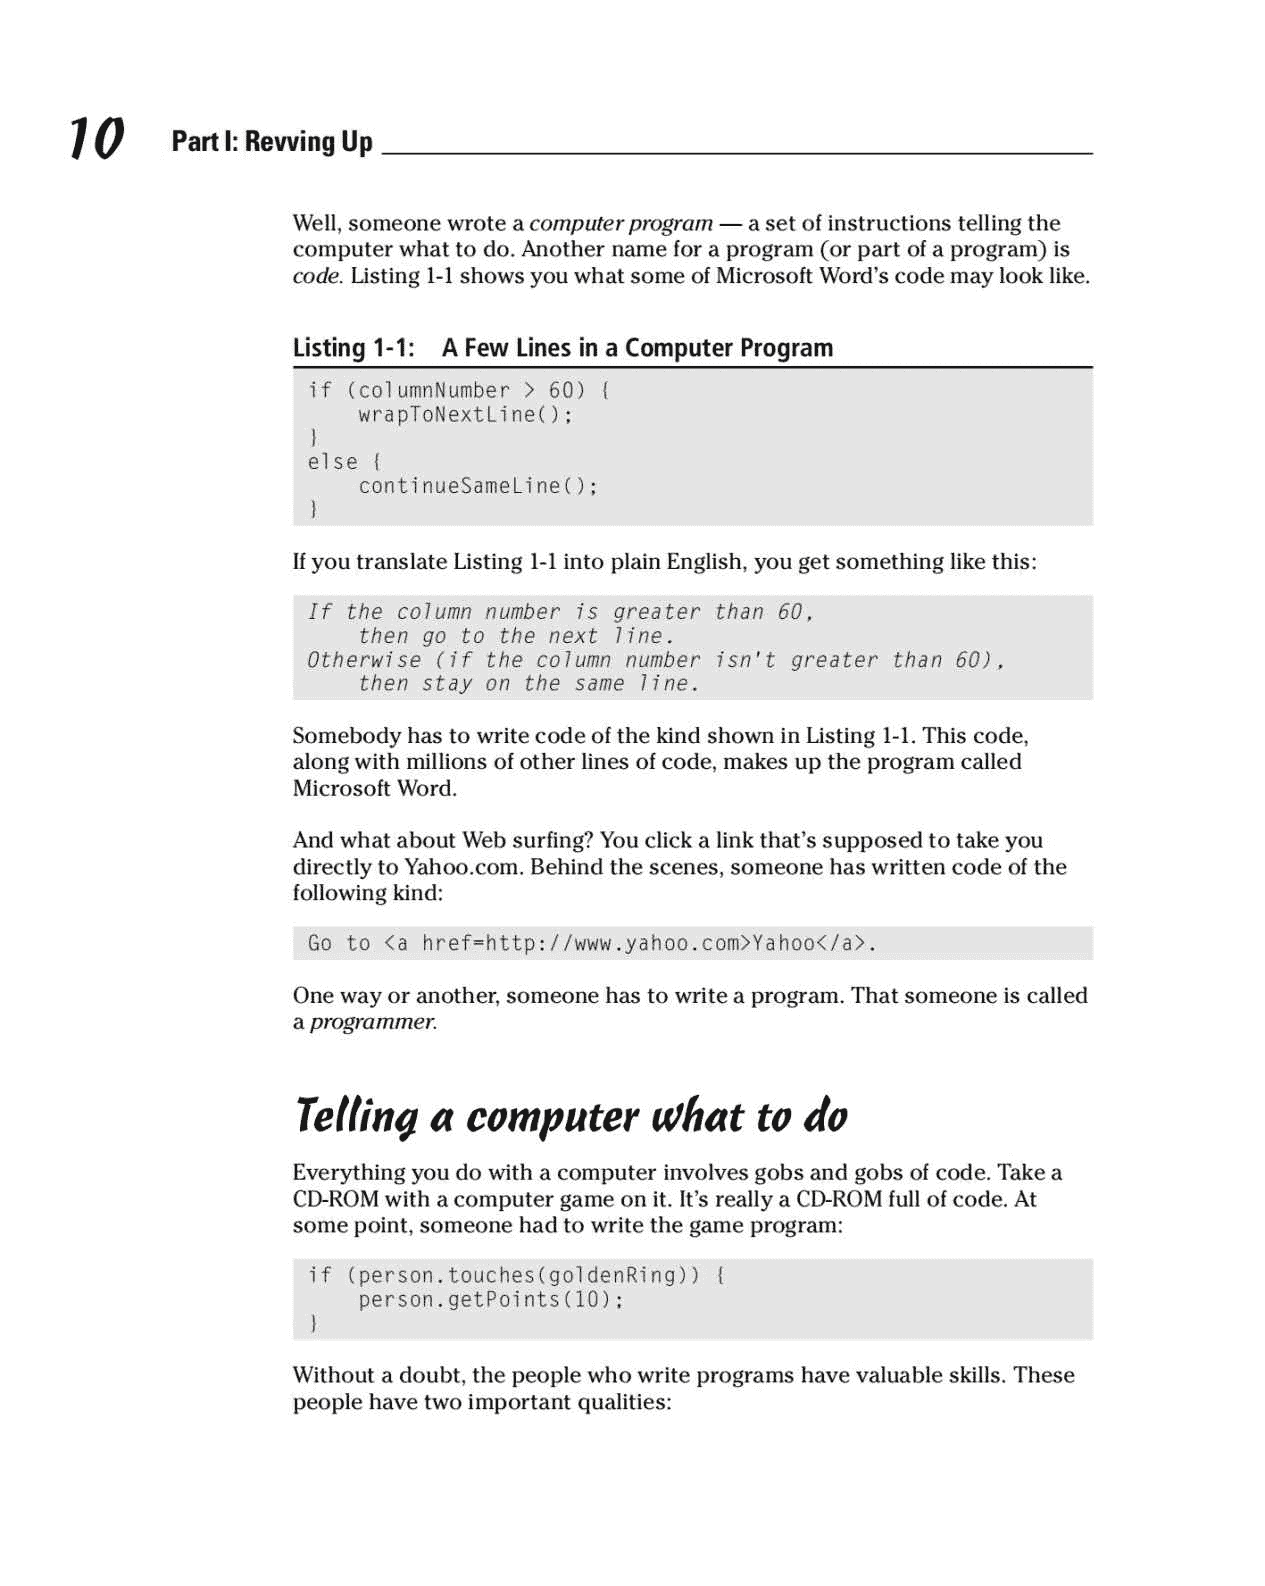 10 Part I: Revving Up
Well, someone wrote a computer program — a set of instructions telling the
computer what to do. Another name for a program (or part of a program) is
code. Listing 1-1 shows you what some of Microsoft Word's code may look like.
Listing 1-1: A Few Lines in a Computer Program
if (columnNumber > 60) {
    wrapToNextLine();
}
else {
    continueSameLine();
}
If you translate Listing 1-1 into plain English, you get something like this:
If the column number is greater than 60,
    then go to the next line.
Otherwise (if the column number isn't greater than 60),
    then stay on the same line.
Somebody has to write code of the kind shown in Listing 1-1. This code,
along with millions of other lines of code, makes up the program called
Microsoft Word.
And what about Web surfing? You click a link that's supposed to take you
directly to Yahoo.com. Behind the scenes, someone has written code of the
following kind:
Go to <a href=http://www.yahoo.com>Yahoo</a>.
One way or another, someone has to write a program. That someone is called
a programmer.
Telling a computer what to do
Everything you do with a computer involves gobs and gobs of code. Take a
CD-ROM with a computer game on it. It's really a CD-ROM full of code. At
some point, someone had to write the game program:
if (person.touches(goldenRing)) {
    person.getPoints(10);
}
Without a doubt, the people who write programs have valuable skills. These
people have two important qualities: